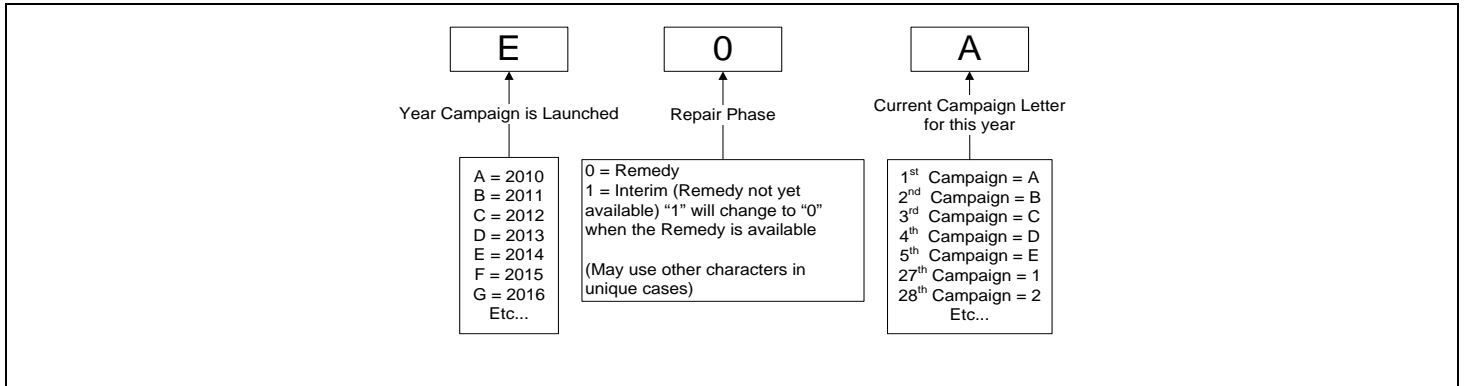 E
0
A
Year Campaign is Launched
Repair Phase
Current Campaign Letter
for this year
A = 2010
B = 2011
C = 2012
D = 2013
E = 2014
F = 2015
G = 2016
Etc...
0 = Remedy
1 = Interim (Remedy not yet
available) “1” will change to “0”
when the Remedy is available
(May use other characters in
unique cases)
1st Campaign = A
2nd Campaign = B
3rd Campaign = C
4th Campaign = D
5th Campaign = E
27th Campaign = 1
28th Campaign = 2
Etc...